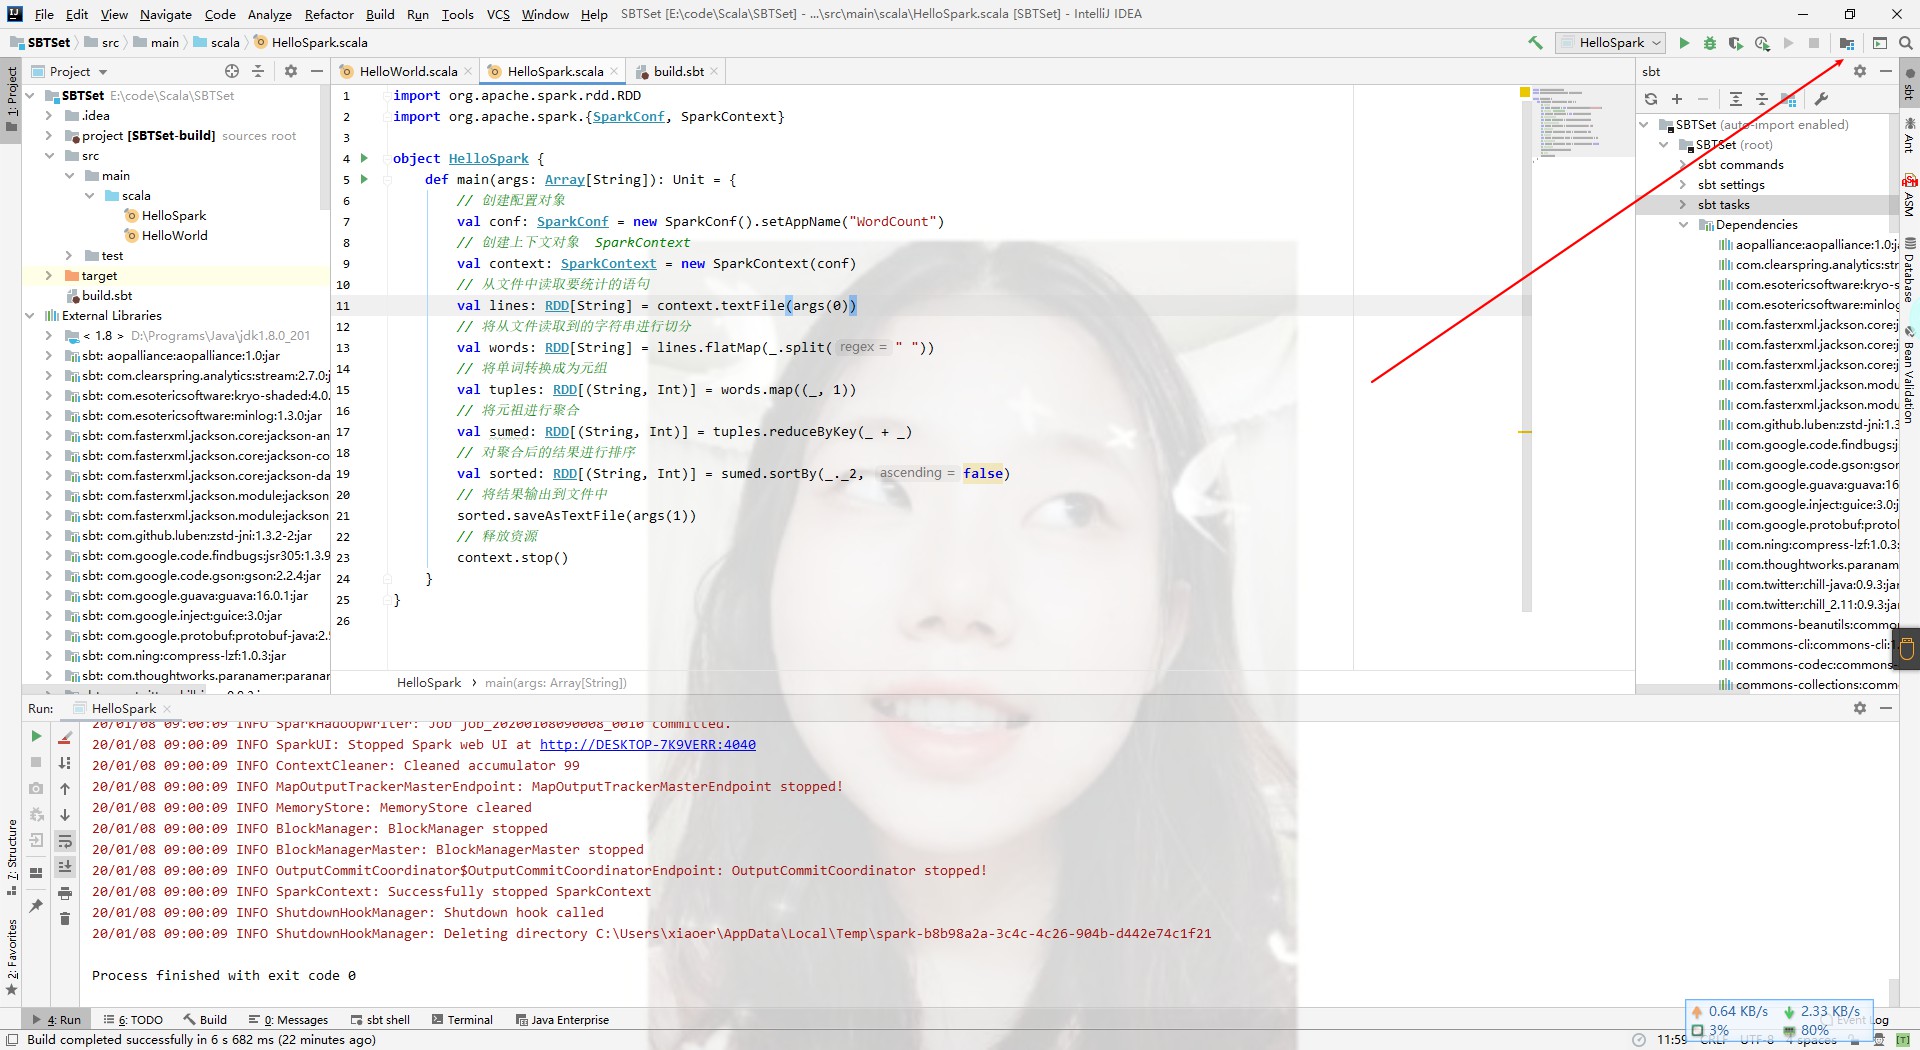 File Edit View Navigate Code Analyze Refactor Build Run Tools VCS Window Help SBTSet [E:\code\Scala\SBTSet] - ...\src\main\scala\HelloSpark.scala [SBTSet] - IntelliJ IDEA
SBTSet src main scala HelloSpark.scala HelloSpark
Project
HelloWorld.scala HelloSpark.scala build.sbt
sbt
1: Project
SBTSet E:\code\Scala\SBTSet
.idea
project [SBTSet-build] sources root
src
main
scala
HelloSpark
HelloWorld
test
target
build.sbt
External Libraries
< 1.8 > D:\Programs\Java\jdk1.8.0_201
sbt: aopalliance:aopalliance:1.0:jar
sbt: com.clearspring.analytics:stream:2.7.0:j
sbt: com.esotericsoftware:kryo-shaded:4.0.
sbt: com.esotericsoftware:minlog:1.3.0:jar
sbt: com.fasterxml.jackson.core:jackson-an
sbt: com.fasterxml.jackson.core:jackson-co
sbt: com.fasterxml.jackson.core:jackson-da
sbt: com.fasterxml.jackson.module:jackson
sbt: com.fasterxml.jackson.module:jackson
sbt: com.github.luben:zstd-jni:1.3.2-2:jar
sbt: com.google.code.findbugs:jsr305:1.3.9
sbt: com.google.code.gson:gson:2.2.4:jar
sbt: com.google.guava:guava:16.0.1:jar
sbt: com.google.inject:guice:3.0:jar
sbt: com.google.protobuf:protobuf-java:2.
sbt: com.ning:compress-lzf:1.0.3:jar
sbt: com.thoughtworks.paranamer:paranar
1 import org.apache.spark.rdd.RDD
2 import org.apache.spark.{SparkConf, SparkContext}
3
4 object HelloSpark {
5 def main(args: Array[String]): Unit = {
6 // 创建配置对象
7 val conf: SparkConf = new SparkConf().setAppName("WordCount")
8 // 创建上下文对象 SparkContext
9 val context: SparkContext = new SparkContext(conf)
10 // 从文件中读取要统计的语句
11 val lines: RDD[String] = context.textFile(args(0))
12 // 将从文件读取到的字符串进行切分
13 val words: RDD[String] = lines.flatMap(_.split( regex = " "))
14 // 将单词转换成为元组
15 val tuples: RDD[(String, Int)] = words.map((_, 1))
16 // 将元祖进行聚合
17 val sumed: RDD[(String, Int)] = tuples.reduceByKey(_ + _)
18 // 对聚合后的结果进行排序
19 val sorted: RDD[(String, Int)] = sumed.sortBy(_._2, ascending = false)
20 // 将结果输出到文件中
21 sorted.saveAsTextFile(args(1))
22 // 释放资源
23 context.stop()
24 }
25 }
26
HelloSpark main(args: Array[String])
SBTSet (auto-import enabled)
SBTSet (root)
sbt commands
sbt settings
sbt tasks
Dependencies
aopalliance:aopalliance:1.0:ja
com.clearspring.analytics:str
com.esotericsoftware:kryo-s
com.esotericsoftware:minlog
com.fasterxml.jackson.core:j
com.fasterxml.jackson.core:j
com.fasterxml.jackson.core:j
com.fasterxml.jackson.modu
com.fasterxml.jackson.modu
com.github.luben:zstd-jni:1.3
com.google.code.findbugs:j
com.google.code.gson:gsor
com.google.guava:guava:16
com.google.inject:guice:3.0:j
com.google.protobuf:protol
com.ning:compress-lzf:1.0.3:
com.thoughtworks.paranam
com.twitter:chill-java:0.9.3:ja
com.twitter:chill_2.11:0.9.3:ja
commons-beanutils:commo
commons-cli:commons-cli:1.
commons-codec:commons-
commons-collections:comm
sbt
Ant
ASM
Database
Bean Validation
Run: HelloSpark
20/01/08 09:00:09 INFO SparkHadoopWriter: Job job_20200108090008_0010 committed.
20/01/08 09:00:09 INFO SparkUI: Stopped Spark web UI at http://DESKTOP-7K9VERR:4040
20/01/08 09:00:09 INFO ContextCleaner: Cleaned accumulator 99
20/01/08 09:00:09 INFO MapOutputTrackerMasterEndpoint: MapOutputTrackerMasterEndpoint stopped!
20/01/08 09:00:09 INFO MemoryStore: MemoryStore cleared
20/01/08 09:00:09 INFO BlockManager: BlockManager stopped
20/01/08 09:00:09 INFO BlockManagerMaster: BlockManagerMaster stopped
20/01/08 09:00:09 INFO OutputCommitCoordinator$OutputCommitCoordinatorEndpoint: OutputCommitCoordinator stopped!
20/01/08 09:00:09 INFO SparkContext: Successfully stopped SparkContext
20/01/08 09:00:09 INFO ShutdownHookManager: Shutdown hook called
20/01/08 09:00:09 INFO ShutdownHookManager: Deleting directory C:\Users\xiaoer\AppData\Local\Temp\spark-b8b98a2a-3c4c-4c26-904b-d442e74c1f21
Process finished with exit code 0
7: Structure
2: Favorites
4: Run 6: TODO Build 0: Messages sbt shell Terminal Java Enterprise Event Log
0.64 KB/s 2.33 KB/s
3% 80%
Build completed successfully in 6 s 682 ms (22 minutes ago) 11:59 CRLF UTF-8 4 spaces